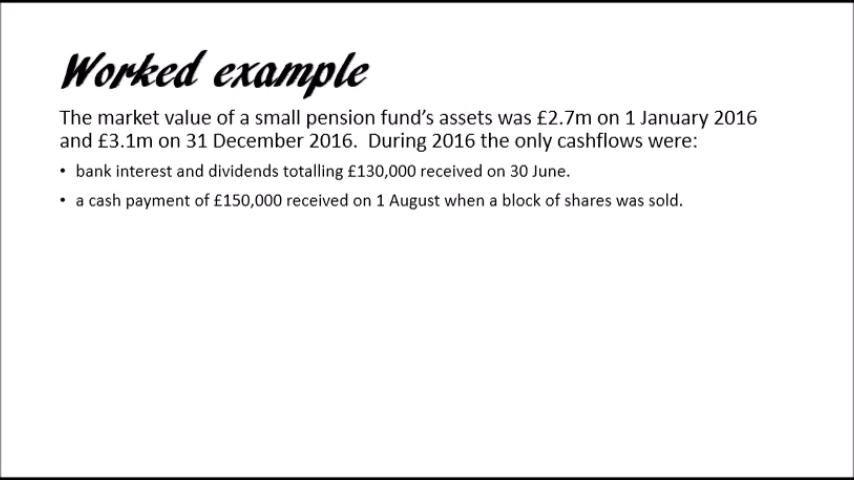 Worked example
The market value of a small pension fund’s assets was £2.7m on 1 January 2016
and £3.1m on 31 December 2016.  During 2016 the only cashflows were:
• bank interest and dividends totalling £130,000 received on 30 June.
• a cash payment of £150,000 received on 1 August when a block of shares was sold.